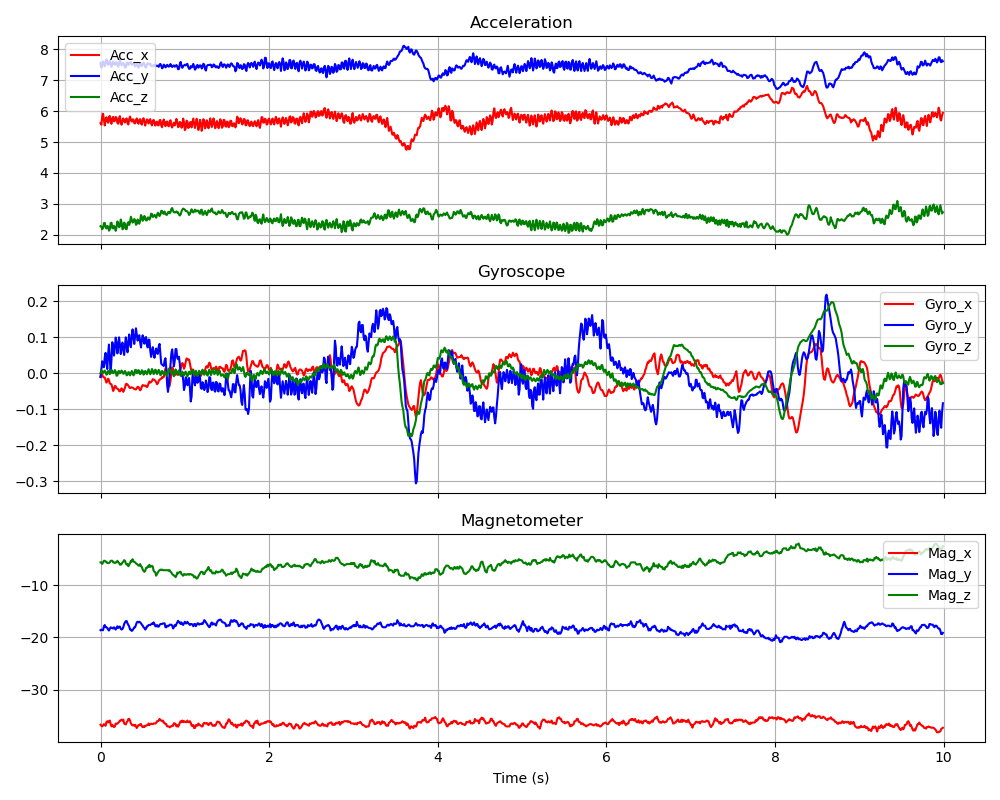 Acceleration
8
7
6
5
4
3
2
Acc_x
Acc_y
Acc_z
Gyroscope
0.2
0.1
0.0
−0.1
−0.2
−0.3
Gyro_x
Gyro_y
Gyro_z
Magnetometer
−10
−20
−30
Mag_x
Mag_y
Mag_z
0 2 4 6 8 10
Time (s)